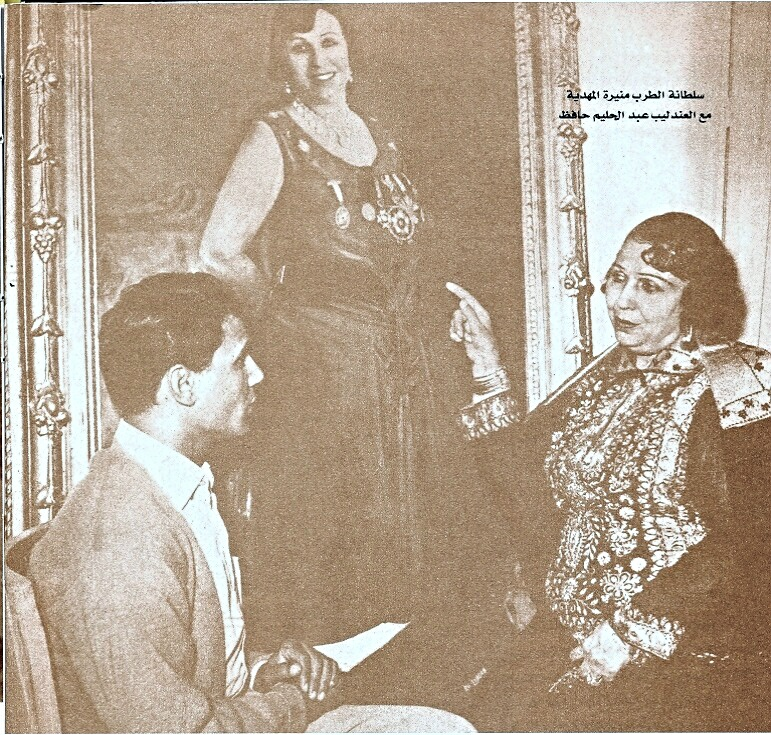 سلطانة الطرب منيرة المهدية
مع العندليب عبد الحليم حافظ